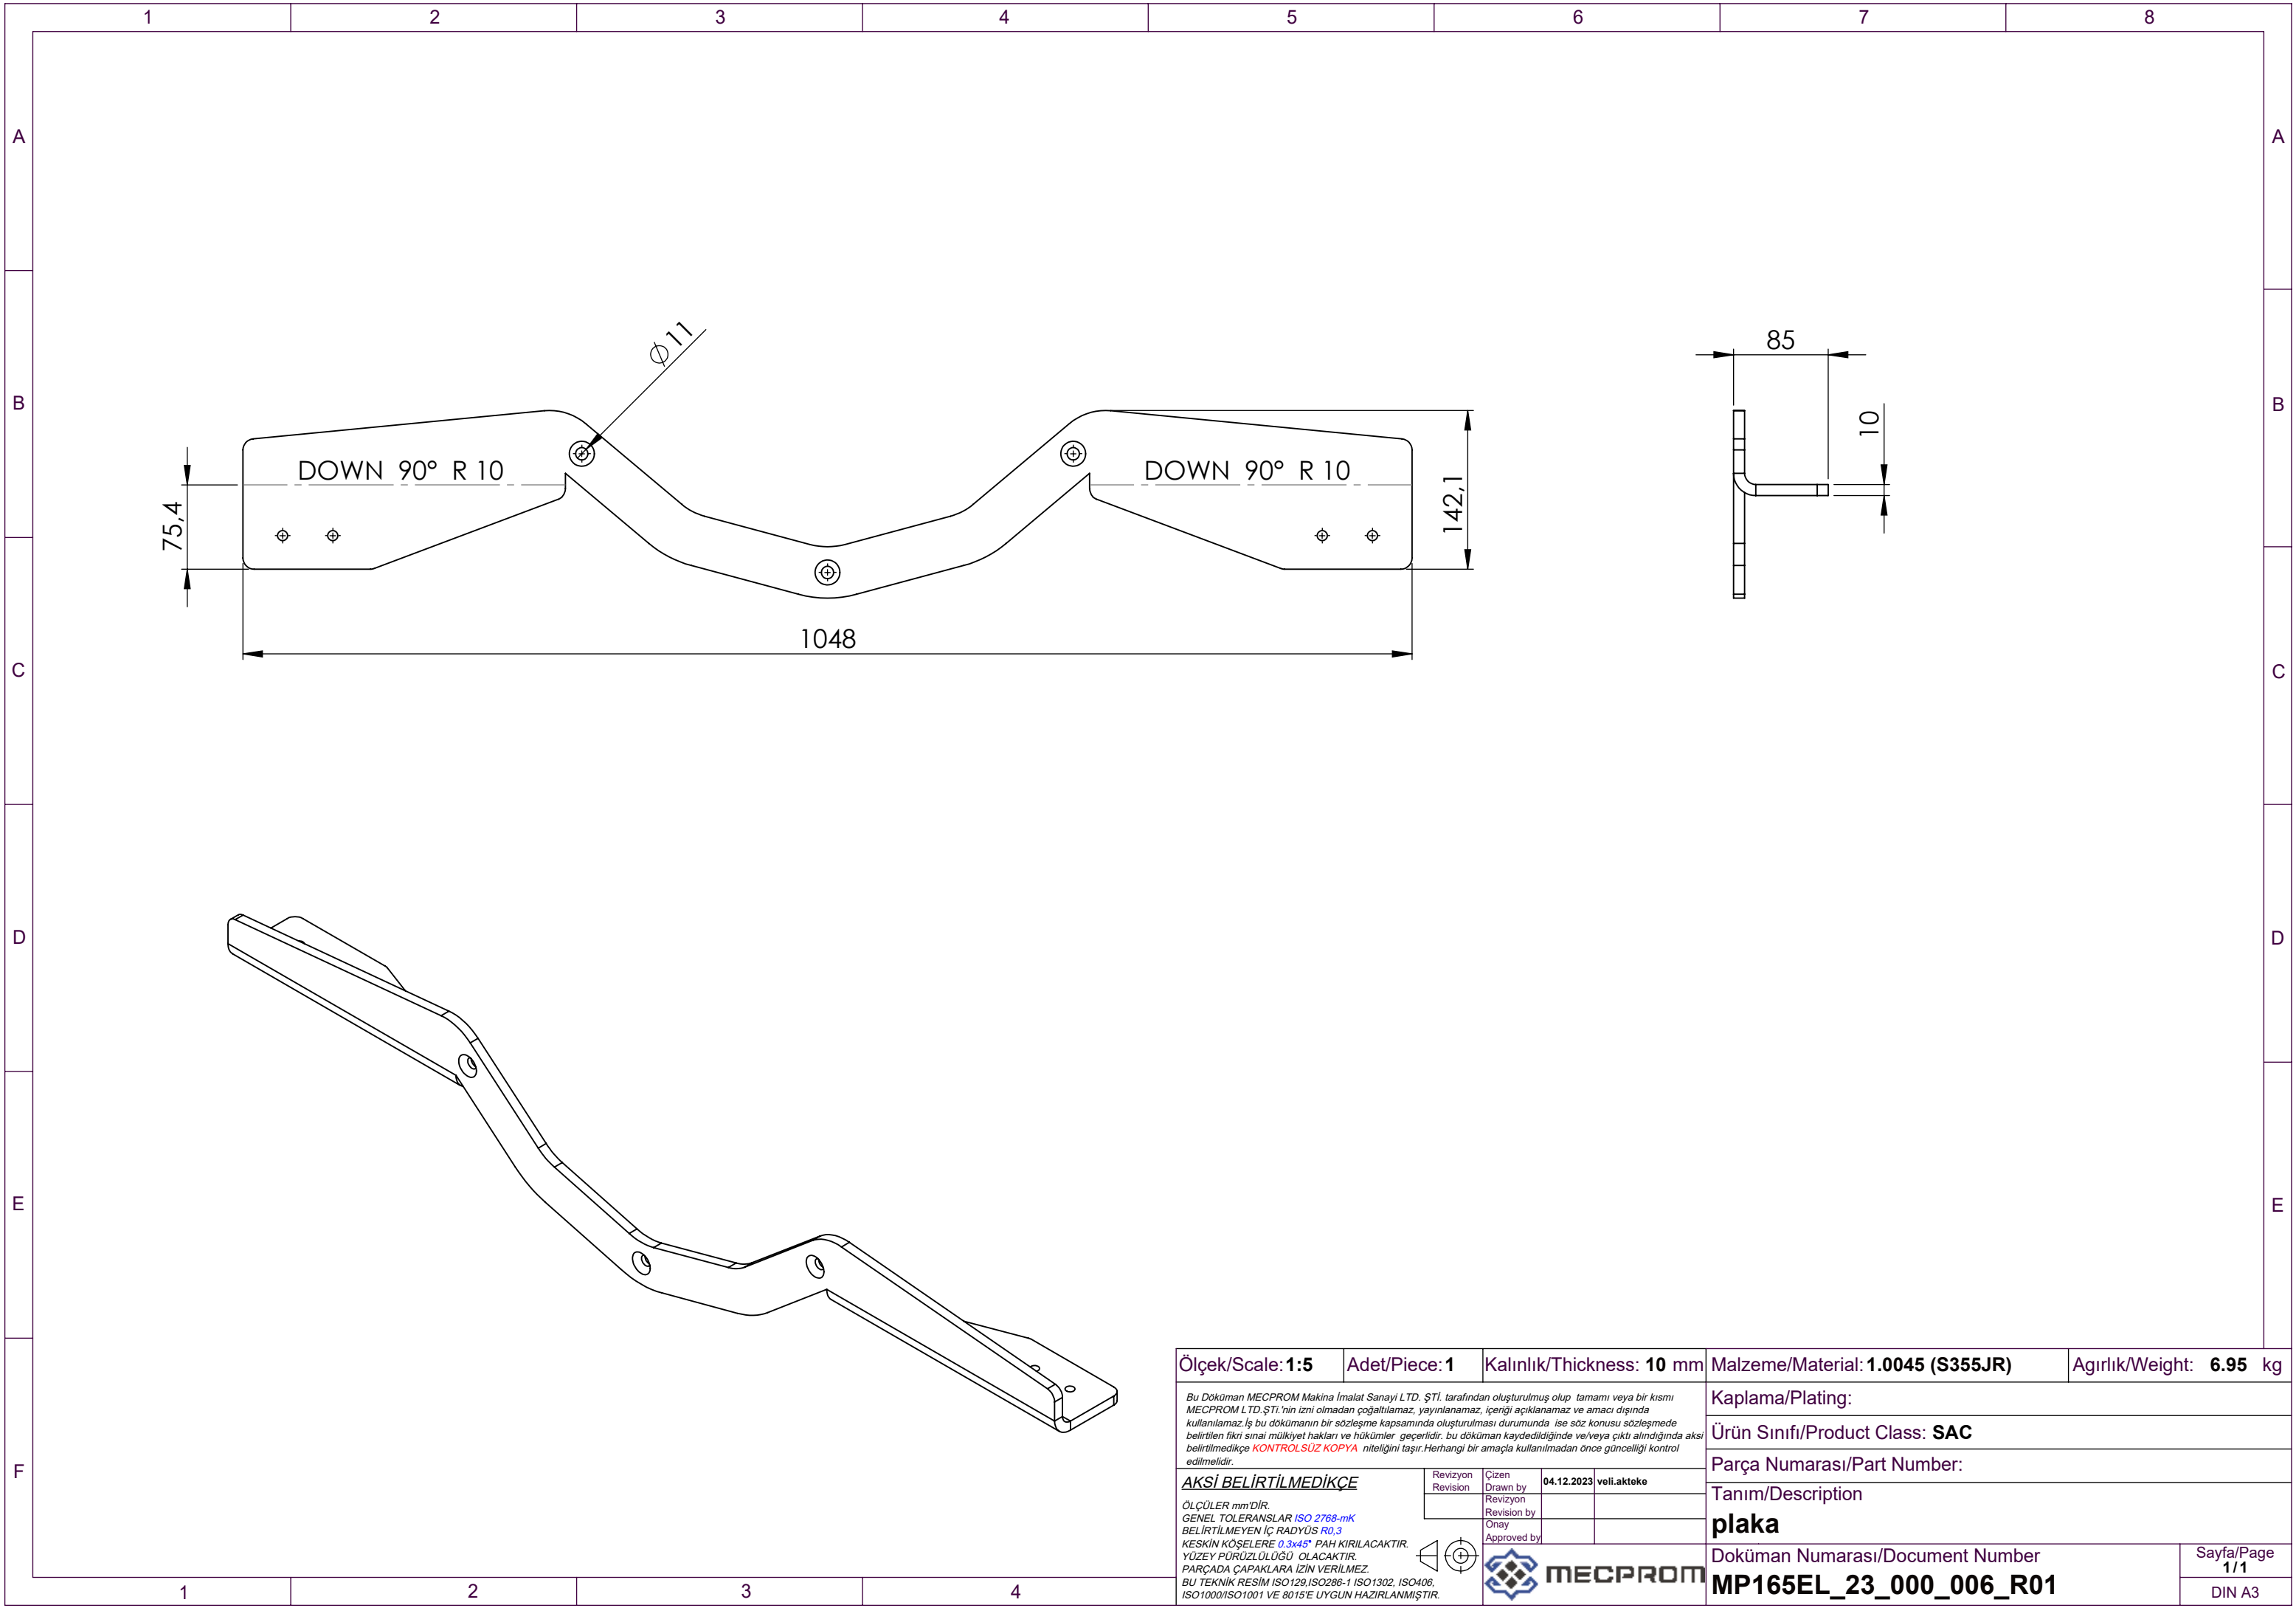 1 2 3 4 5 6 7 8
A A
B B
C C
D D
E E
F
1 2 3 4
∅ 11
DOWN 90° R 10
DOWN 90° R 10
75,4
142,1
1048
85
10
Ölçek/Scale: 1:5
Adet/Piece: 1
Kalınlık/Thickness: 10 mm
Malzeme/Material: 1.0045 (S355JR)
Agırlık/Weight: 6.95 kg
Bu Döküman MECPROM Makina İmalat Sanayi LTD. ŞTİ. tarafından oluşturulmuş olup tamamı veya bir kısmı
MECPROM LTD.ŞTi.'nin izni olmadan çoğaltılamaz, yayınlanamaz, içeriği açıklanamaz ve amacı dışında
kullanılamaz.İş bu dökümanın bir sözleşme kapsamında oluşturulması durumunda ise söz konusu sözleşmede
belirtilen fikri sınai mülkiyet hakları ve hükümler geçerlidir. bu döküman kaydedildiğinde ve/veya çıktı alındığında aksi
belirtilmedikçe KONTROLSÜZ KOPYA niteliğini taşır.Herhangi bir amaçla kullanılmadan önce güncelliği kontrol
edilmelidir.
Kaplama/Plating:
Ürün Sınıfı/Product Class: SAC
Parça Numarası/Part Number:
Tanım/Description
plaka
Doküman Numarası/Document Number
MP165EL_23_000_006_R01
Sayfa/Page
1/1
DIN A3
AKSİ BELİRTİLMEDİKÇE
ÖLÇÜLER mm'DİR.
GENEL TOLERANSLAR ISO 2768-mK
BELİRTİLMEYEN İÇ RADYÜS R0,3
KESKİN KÖŞELERE 0.3x45° PAH KIRILACAKTIR.
YÜZEY PÜRÜZLÜLÜĞÜ OLACAKTIR.
PARÇADA ÇAPAKLARA İZİN VERİLMEZ.
BU TEKNİK RESİM ISO129,ISO286-1 ISO1302, ISO406,
ISO1000/ISO1001 VE 8015'E UYGUN HAZIRLANMIŞTIR.
Revizyon
Revision
Çizen
Drawn by
04.12.2023
veli.akteke
Revizyon
Revision by
Onay
Approved by
MECPROM